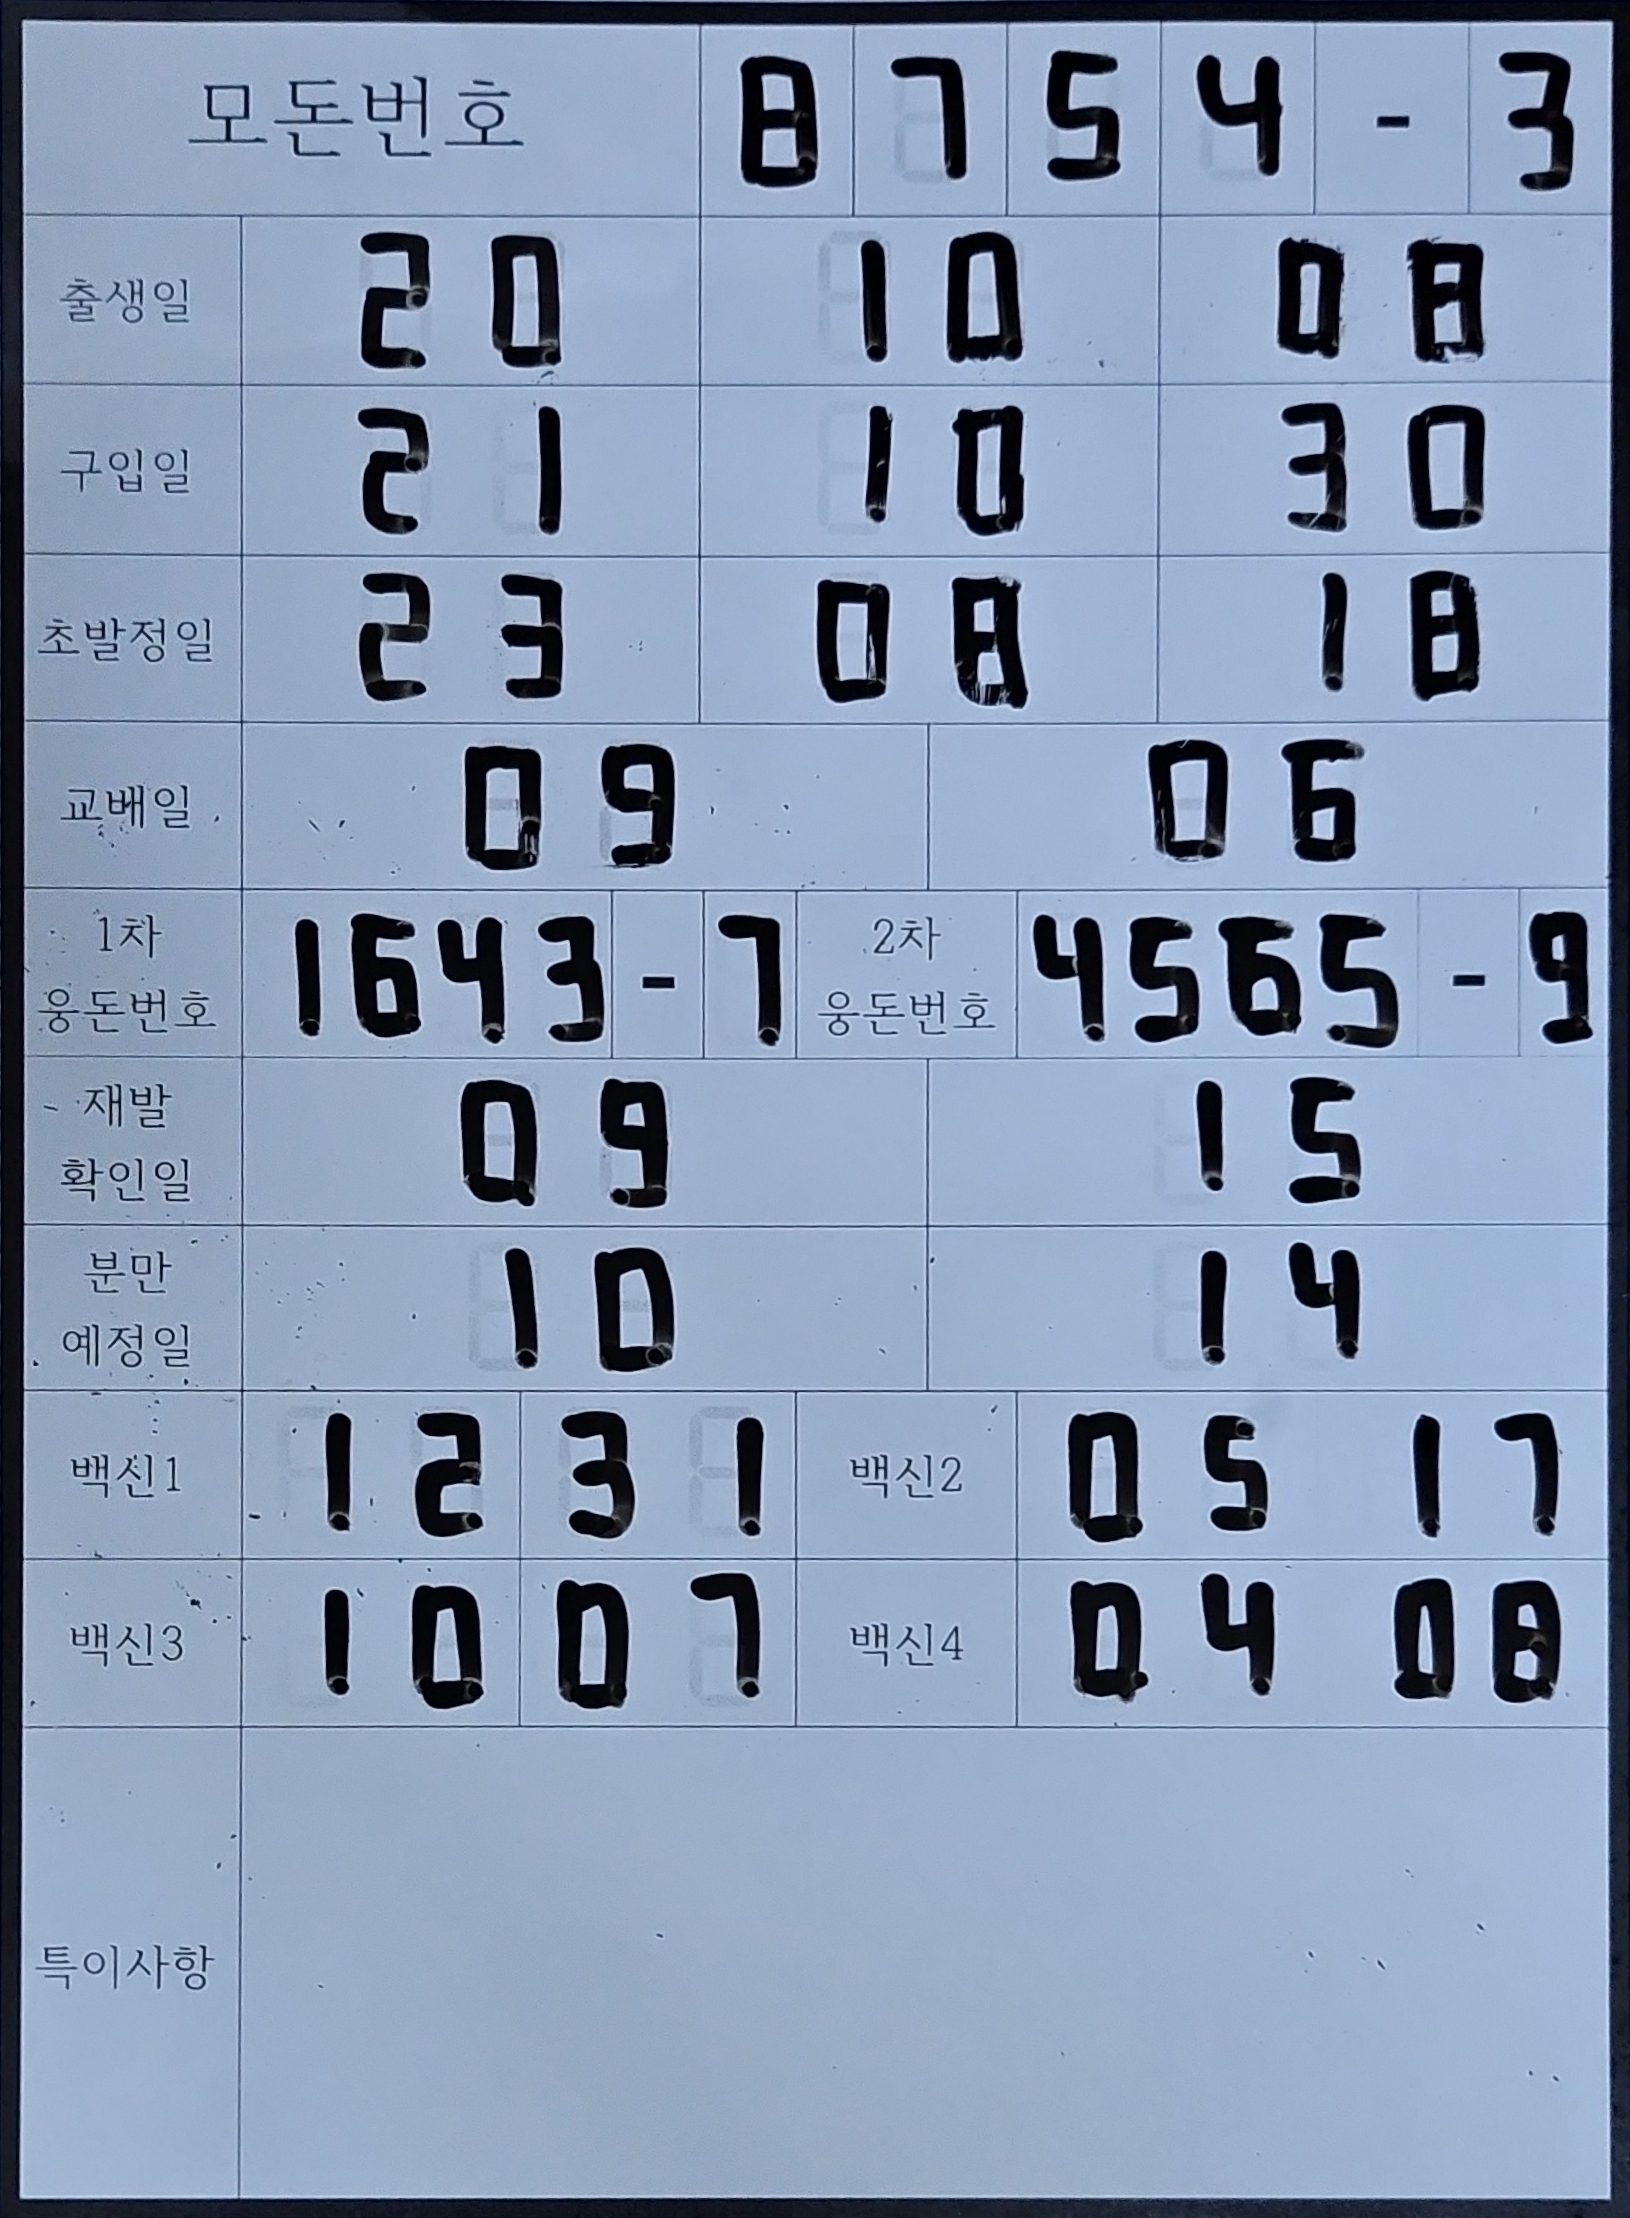 모돈번호 8 7 5 4 - 3
출생일 20 10 08
구입일 21 10 30
초발정일 23 08 18
교배일 09 06
1차 웅돈번호 1643 - 7 2차 웅돈번호 4565 - 9
재발 확인일 09 15
분만 예정일 10 14
백신1 12 31 백신2 05 17
백신3 10 07 백신4 04 08
특이사항